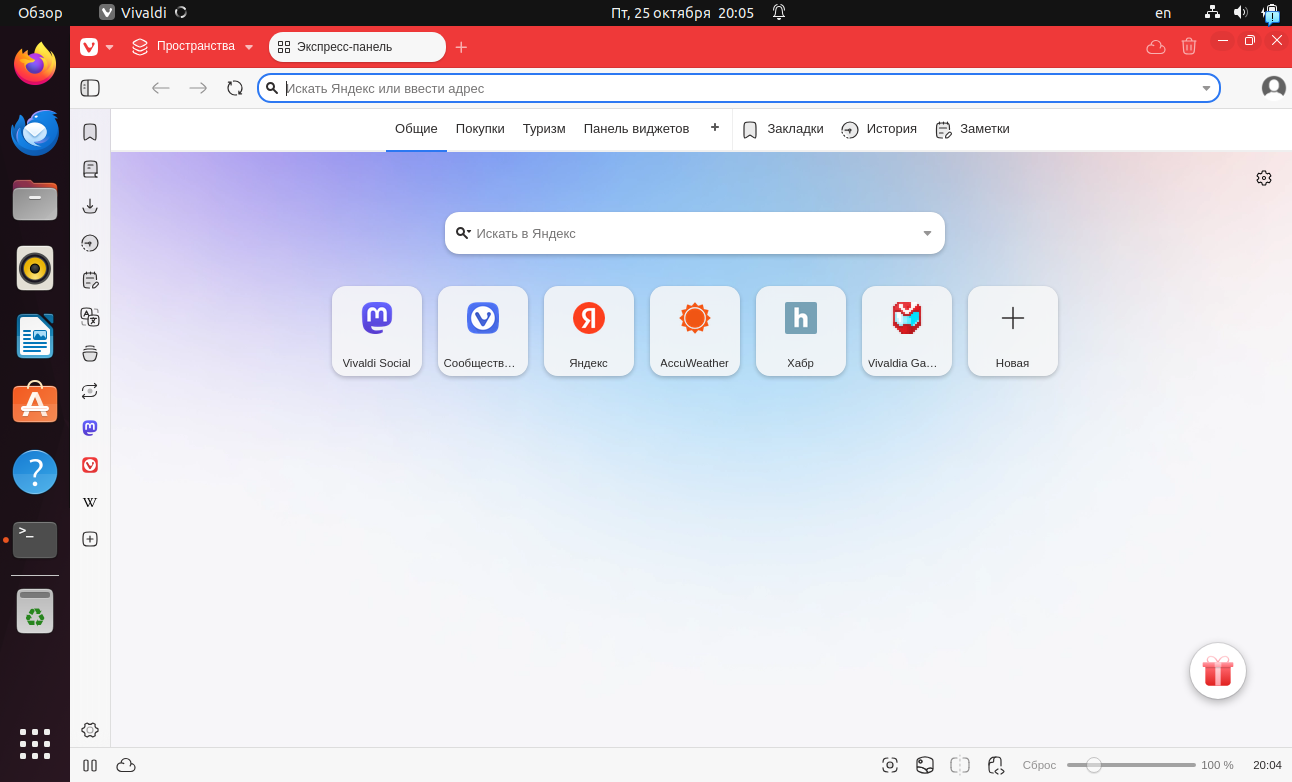 Обзор Vivaldi Пт, 25 октября 20:05 en
Пространства Экспресс-панель
Искать Яндекс или ввести адрес
Общие Покупки Туризм Панель виджетов + Закладки История Заметки
Искать в Яндекс
Vivaldi Social Сообществ… Яндекс AccuWeather Хабр Vivaldia Ga… Новая
Сброс 100 % 20:04